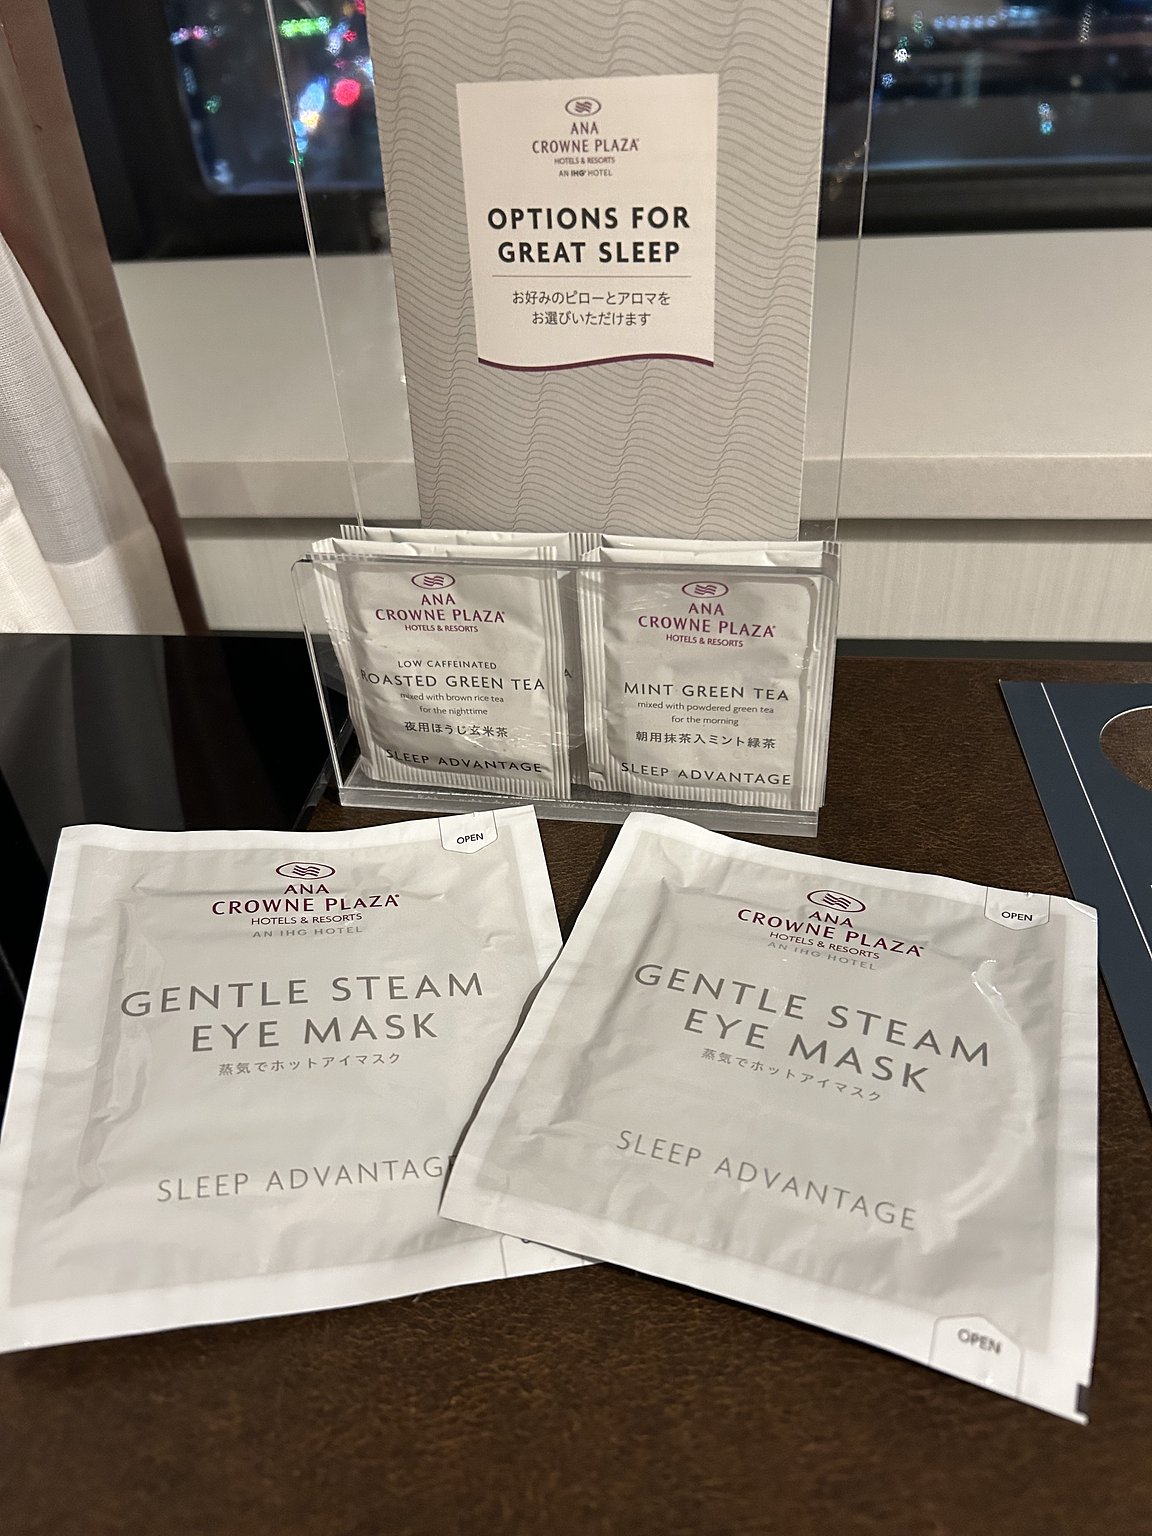 ANA
CROWNE PLAZA®
HOTELS & RESORTS
AN IHG® HOTEL
OPTIONS FOR
GREAT SLEEP
お好みのピローとアロマを
お選びいただけます
ANA
CROWNE PLAZA®
HOTELS & RESORTS
LOW CAFFEINATED
ROASTED GREEN TEA
mixed with brown rice tea
for the nighttime
夜用ほうじ玄米茶
SLEEP ADVANTAGE
ANA
CROWNE PLAZA®
HOTELS & RESORTS
MINT GREEN TEA
mixed with powdered green tea
for the morning
朝用抹茶入ミント緑茶
SLEEP ADVANTAGE
OPEN
ANA
CROWNE PLAZA®
HOTELS & RESORTS
AN IHG HOTEL
GENTLE STEAM
EYE MASK
蒸気でホットアイマスク
SLEEP ADVANTAGE
OPEN
ANA
CROWNE PLAZA®
HOTELS & RESORTS
AN IHG HOTEL
GENTLE STEAM
EYE MASK
蒸気でホットアイマスク
SLEEP ADVANTAGE
OPEN